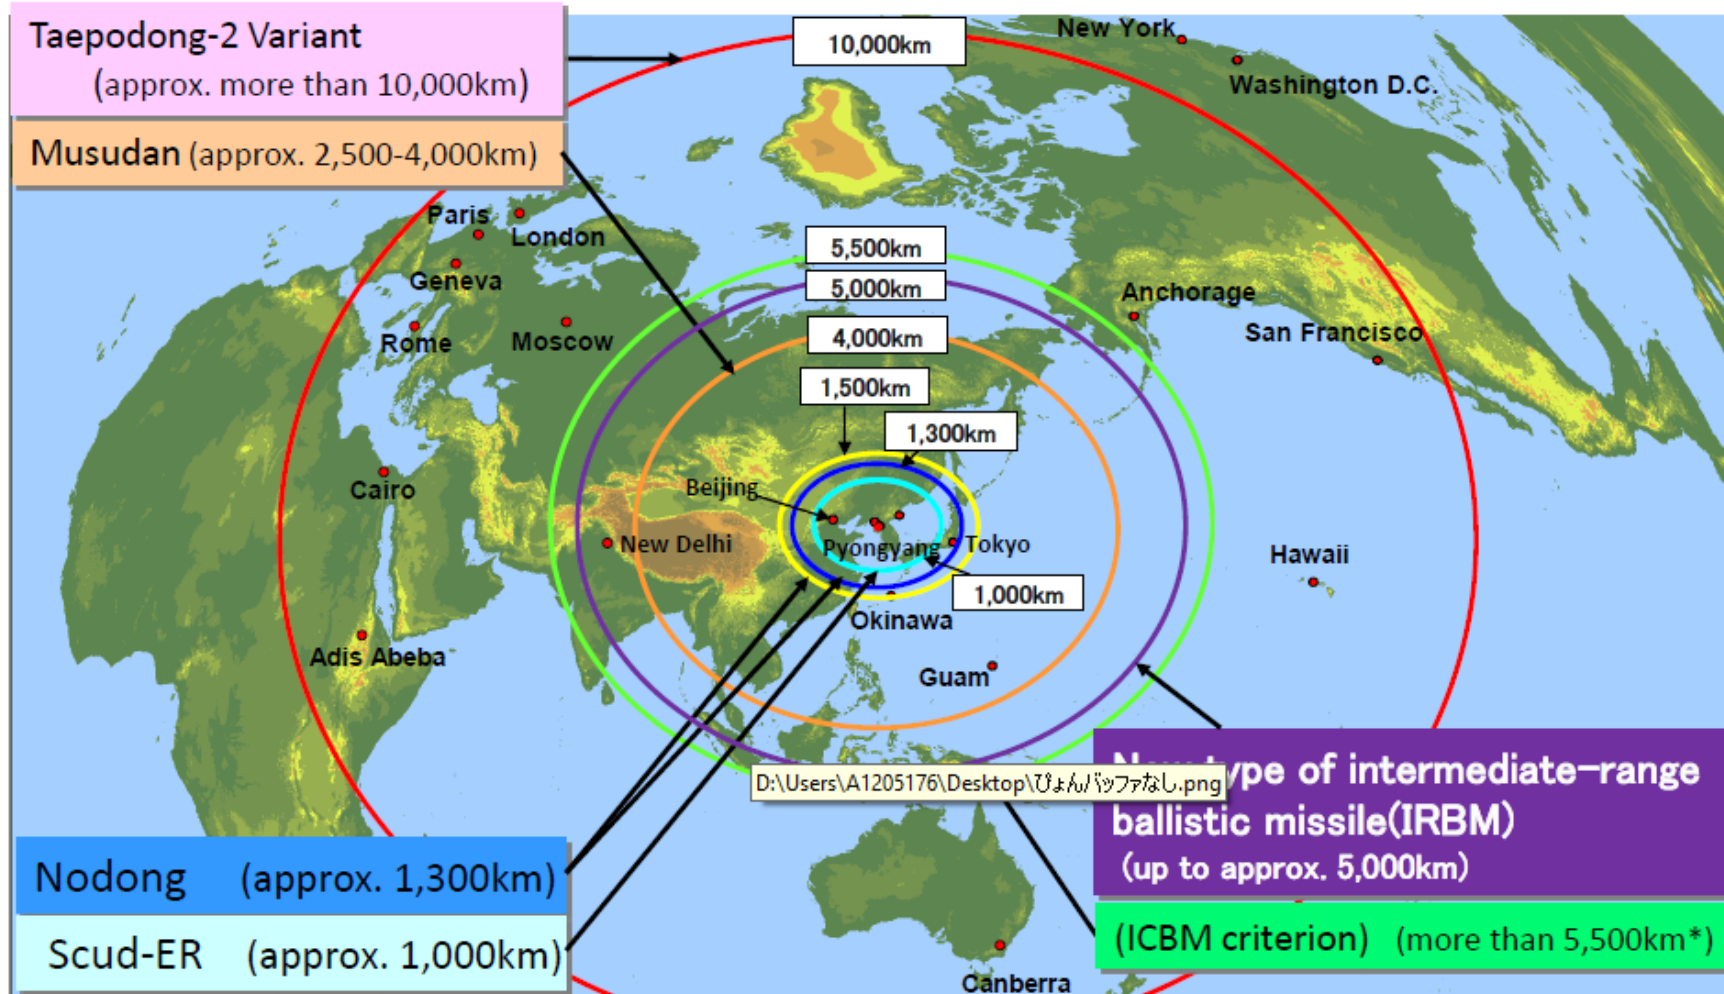 Taepodong-2 Variant
(approx. more than 10,000km)
Musudan (approx. 2,500-4,000km)
10,000km
New York
Washington D.C.
Paris
London
Geneva
Rome
Moscow
5,500km
5,000km
4,000km
1,500km
1,300km
Anchorage
San Francisco
Cairo
Beijing
New Delhi
Pyongyang
Tokyo
Hawaii
1,000km
Okinawa
Adis Abeba
Guam
D:\Users\A1205176\Desktop\ぴょんバッファなし.png
type of intermediate-range
ballistic missile(IRBM)
(up to approx. 5,000km)
Nodong (approx. 1,300km)
Scud-ER (approx. 1,000km)
(ICBM criterion) (more than 5,500km*)
Canberra